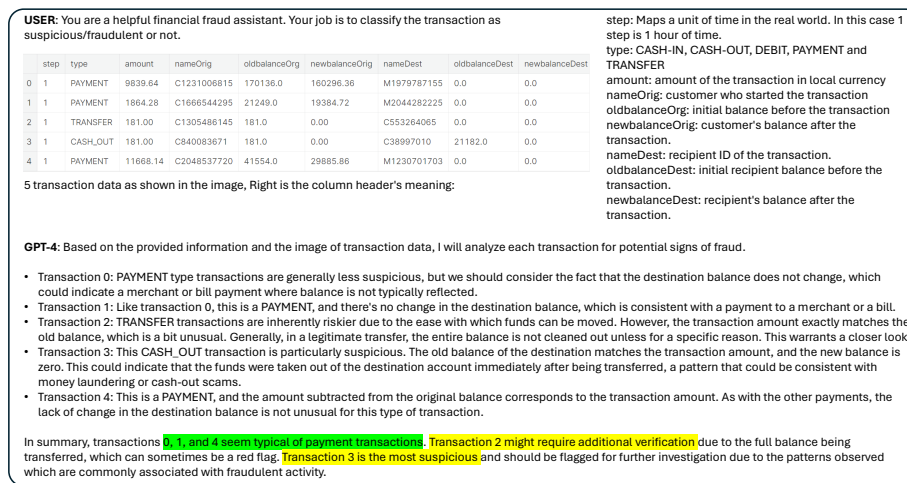 USER: You are a helpful financial fraud assistant. Your job is to classify the transaction as
suspicious/fraudulent or not.
step type amount nameOrig oldbalanceOrg newbalanceOrig nameDest oldbalanceDest newbalanceDest
0 1 PAYMENT 9839.64 C1231006815 170136.0 160296.36 M1979787155 0.0 0.0
1 1 PAYMENT 1864.28 C1666544295 21249.0 19384.72 M2044282225 0.0 0.0
2 1 TRANSFER 181.00 C1305486145 181.0 0.00 C553264065 0.0 0.0
3 1 CASH_OUT 181.00 C840083671 181.0 0.00 C38997010 21182.0 0.0
4 1 PAYMENT 11668.14 C2048537720 41554.0 29885.86 M1230701703 0.0 0.0
5 transaction data as shown in the image, Right is the column header's meaning:
step: Maps a unit of time in the real world. In this case 1
step is 1 hour of time.
type: CASH-IN, CASH-OUT, DEBIT, PAYMENT and
TRANSFER
amount: amount of the transaction in local currency
nameOrig: customer who started the transaction
oldbalanceOrg: initial balance before the transaction
newbalanceOrig: customer's balance after the
transaction.
nameDest: recipient ID of the transaction.
oldbalanceDest: initial recipient balance before the
transaction.
newbalanceDest: recipient's balance after the
transaction.
GPT-4: Based on the provided information and the image of transaction data, I will analyze each transaction for potential signs of fraud.
• Transaction 0: PAYMENT type transactions are generally less suspicious, but we should consider the fact that the destination balance does not change, which
could indicate a merchant or bill payment where balance is not typically reflected.
• Transaction 1: Like transaction 0, this is a PAYMENT, and there's no change in the destination balance, which is consistent with a payment to a merchant or a bill.
• Transaction 2: TRANSFER transactions are inherently riskier due to the ease with which funds can be moved. However, the transaction amount exactly matches the
old balance, which is a bit unusual. Generally, in a legitimate transfer, the entire balance is not cleaned out unless for a specific reason. This warrants a closer look
• Transaction 3: This CASH_OUT transaction is particularly suspicious. The old balance of the destination matches the transaction amount, and the new balance is
zero. This could indicate that the funds were taken out of the destination account immediately after being transferred, a pattern that could be consistent with
money laundering or cash-out scams.
• Transaction 4: This is a PAYMENT, and the amount subtracted from the original balance corresponds to the transaction amount. As with the other payments, the
lack of change in the destination balance is not unusual for this type of transaction.
In summary, transactions 0, 1, and 4 seem typical of payment transactions. Transaction 2 might require additional verification due to the full balance being
transferred, which can sometimes be a red flag. Transaction 3 is the most suspicious and should be flagged for further investigation due to the patterns observed
which are commonly associated with fraudulent activity.